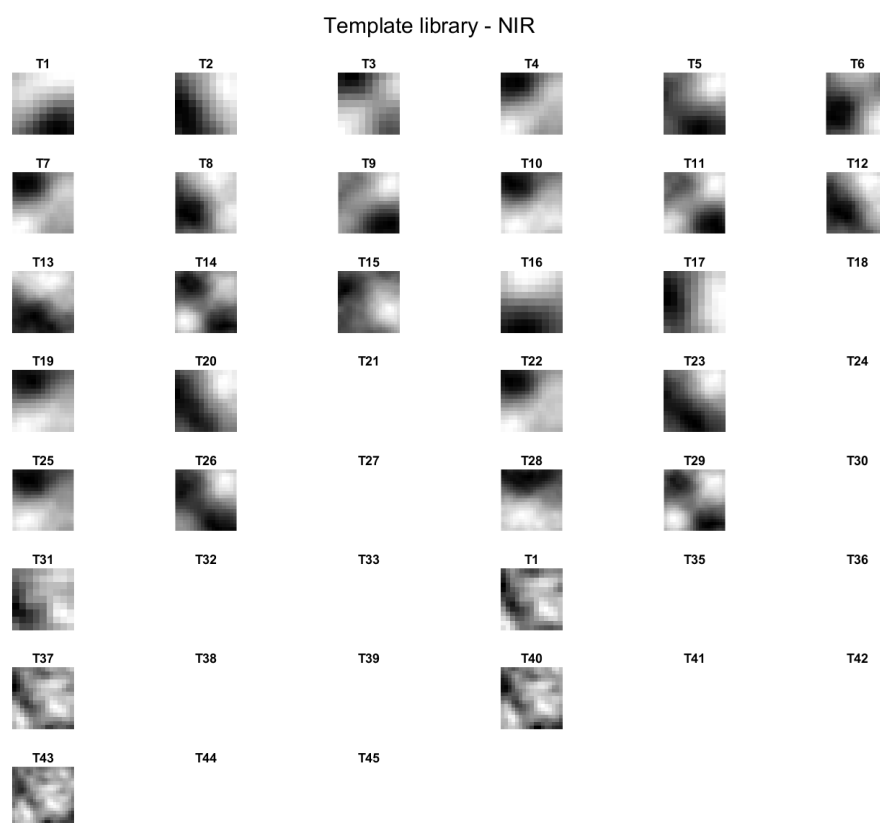 Template library - NIR
T1 T2 T3 T4 T5 T6
T7 T8 T9 T10 T11 T12
T13 T14 T15 T16 T17 T18
T19 T20 T21 T22 T23 T24
T25 T26 T27 T28 T29 T30
T31 T32 T33 T1 T35 T36
T37 T38 T39 T40 T41 T42
T43 T44 T45